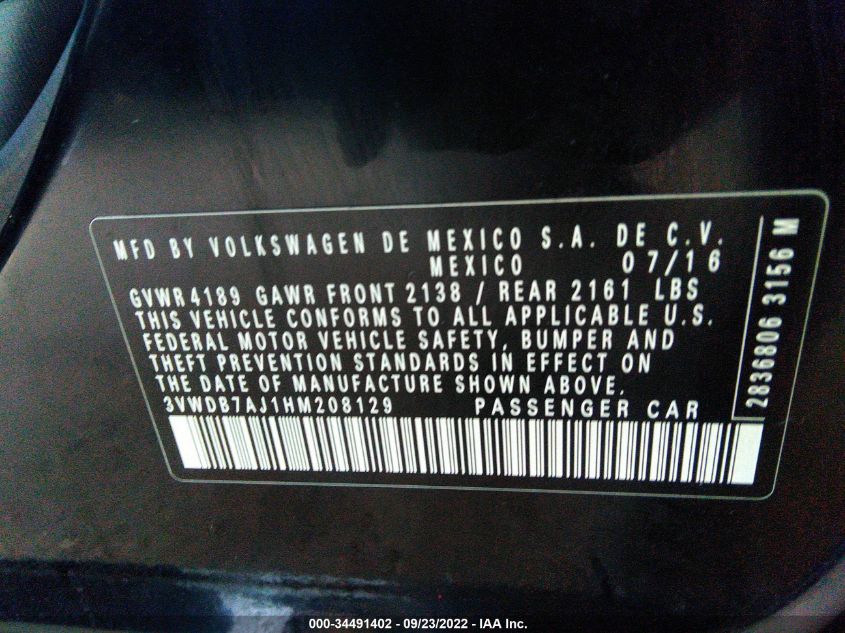 MFD BY VOLKSWAGEN DE MEXICO S.A. DE C.V.
MEXICO 07/16
GVWR4189 GAWR FRONT 2138 / REAR 2161 LBS
THIS VEHICLE CONFORMS TO ALL APPLICABLE U.S.
FEDERAL MOTOR VEHICLE SAFETY, BUMPER AND
THEFT PREVENTION STANDARDS IN EFFECT ON
THE DATE OF MANUFACTURE SHOWN ABOVE.
3VWDB7AJ1HM208129 PASSENGER CAR
2836806 3156 M
000-34491402 - 09/23/2022 - IAA Inc.